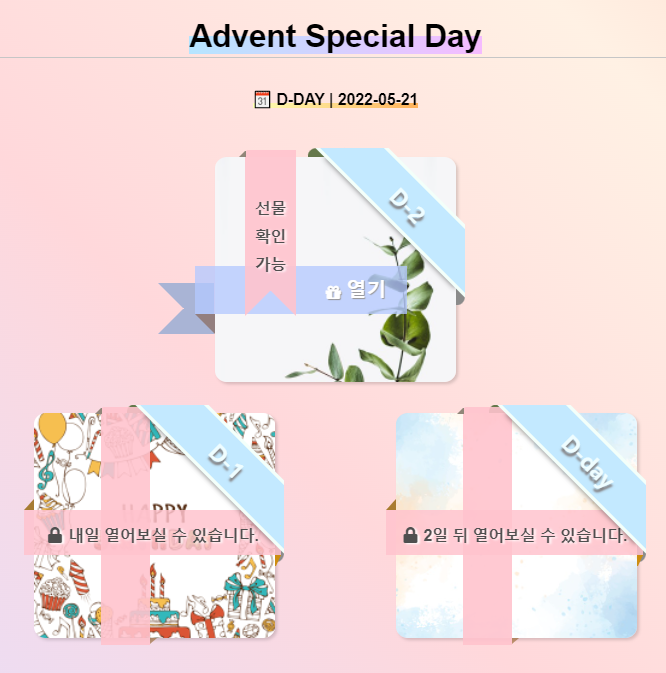 Advent Special Day
D-DAY | 2022-05-21
D-2
선물
확인
가능
열기
D-1
HAPPY
내일 열어보실 수 있습니다.
D-day
2일 뒤 열어보실 수 있습니다.